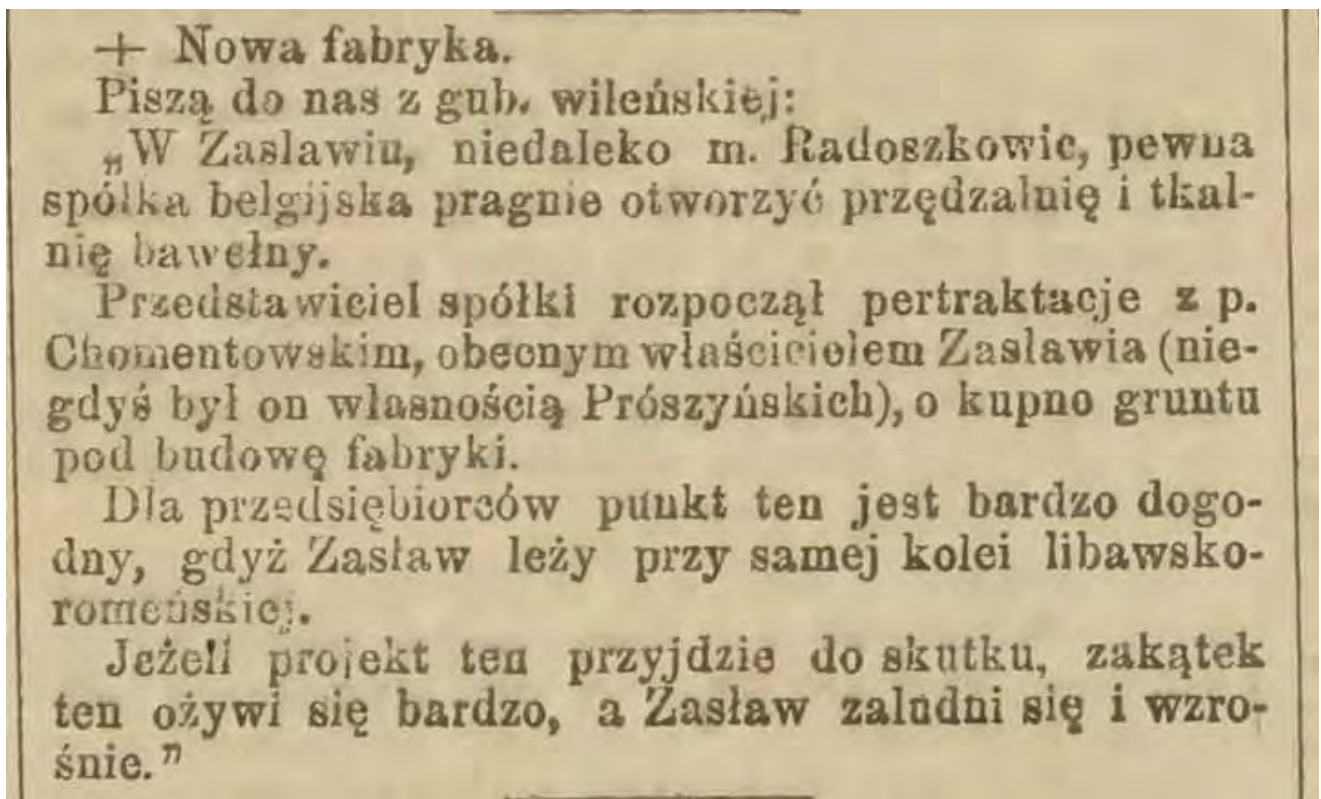 + Nowa fabryka.
Piszą do nas z gub. wileńskiej:
„W Zasławiu, niedaleko m. Radoszkowic, pewna
spółka belgijska pragnie otworzyć przędzalnię i tkal-
nię bawełny.
Przedstawiciel spółki rozpoczął pertraktacje z p.
Chomentowskim, obecnym właścicielem Zasławia (nie-
gdyś był on własnością Prószyńskich), o kupno gruntu
pod budowę fabryki.
Dla przedsiębiorców punkt ten jest bardzo dogo-
dny, gdyż Zasław leży przy samej kolei libawsko-
romeńskiej.
Jeżeli projekt ten przyjdzie do skutku, zakątek
ten ożywi się bardzo, a Zasław zaludni się i wzro-
śnie.”